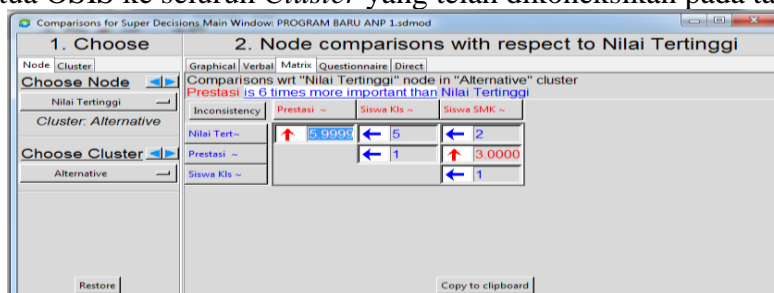 tua OSIS ke seluruh Cluster yang telah dikoneksikan pada ta
Comparisons for Super Decisions Main Window: PROGRAM BARU ANP 1.sdmod
1. Choose
2. Node comparisons with respect to Nilai Tertinggi
Node Cluster
Graphical Verbal Matrix Questionnaire Direct
Choose Node
Comparisons wrt "Nilai Tertinggi" node in "Alternative" cluster
Nilai Tertinggi
Prestasi is 6 times more important than Nilai Tertinggi
Cluster: Alternative
Inconsistency Prestasi ~ Siswa Kls ~ Siswa SMK ~
Nilai Tert~ 5.9999 5 2
Choose Cluster
Prestasi ~ 1 3.0000
Alternative
Siswa Kls ~ 1
Restore
Copy to clipboard